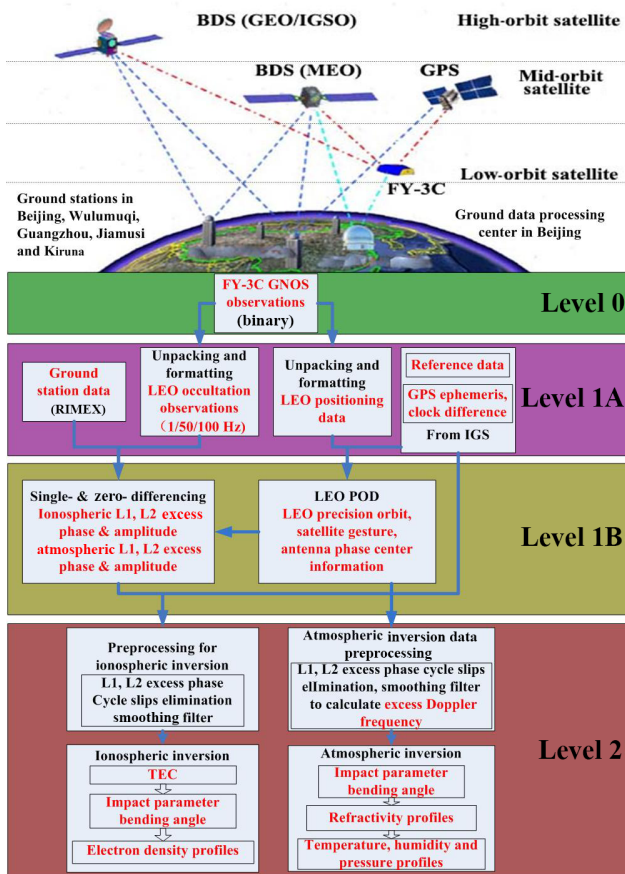 BDS (GEO/IGSO)
High-orbit satellite
BDS (MEO)
GPS
Mid-orbit
satellite
Low-orbit satellite
FY-3C
Ground stations in
Beijing, Wulumuqi,
Guangzhou, Jiamusi
and Kiruna
Ground data processing
center in Beijing
FY-3C GNOS
observations
(binary)
Level 0
Ground
station data
(RIMEX)
Unpacking and
formatting
LEO occultation
observations
(1/50/100 Hz)
Unpacking and
formatting
LEO positioning
data
Reference data
GPS ephemeris,
clock difference
From IGS
Level 1A
Single- & zero- differencing
Ionospheric L1, L2 excess
phase & amplitude
atmospheric L1, L2 excess
phase & amplitude
LEO POD
LEO precision orbit,
satellite gesture,
antenna phase center
information
Level 1B
Preprocessing for
ionospheric inversion
L1, L2 excess phase
Cycle slips elimination
smoothing filter
Atmospheric inversion data
preprocessing
L1, L2 excess phase cycle slips
elImination, smoothing filter
to calculate excess Doppler
frequency
Level 2
Ionospheric inversion
TEC
Impact parameter
bending angle
Electron density profiles
Atmospheric inversion
Impact parameter
bending angle
Refractivity profiles
Temperature, humidity and
pressure profiles